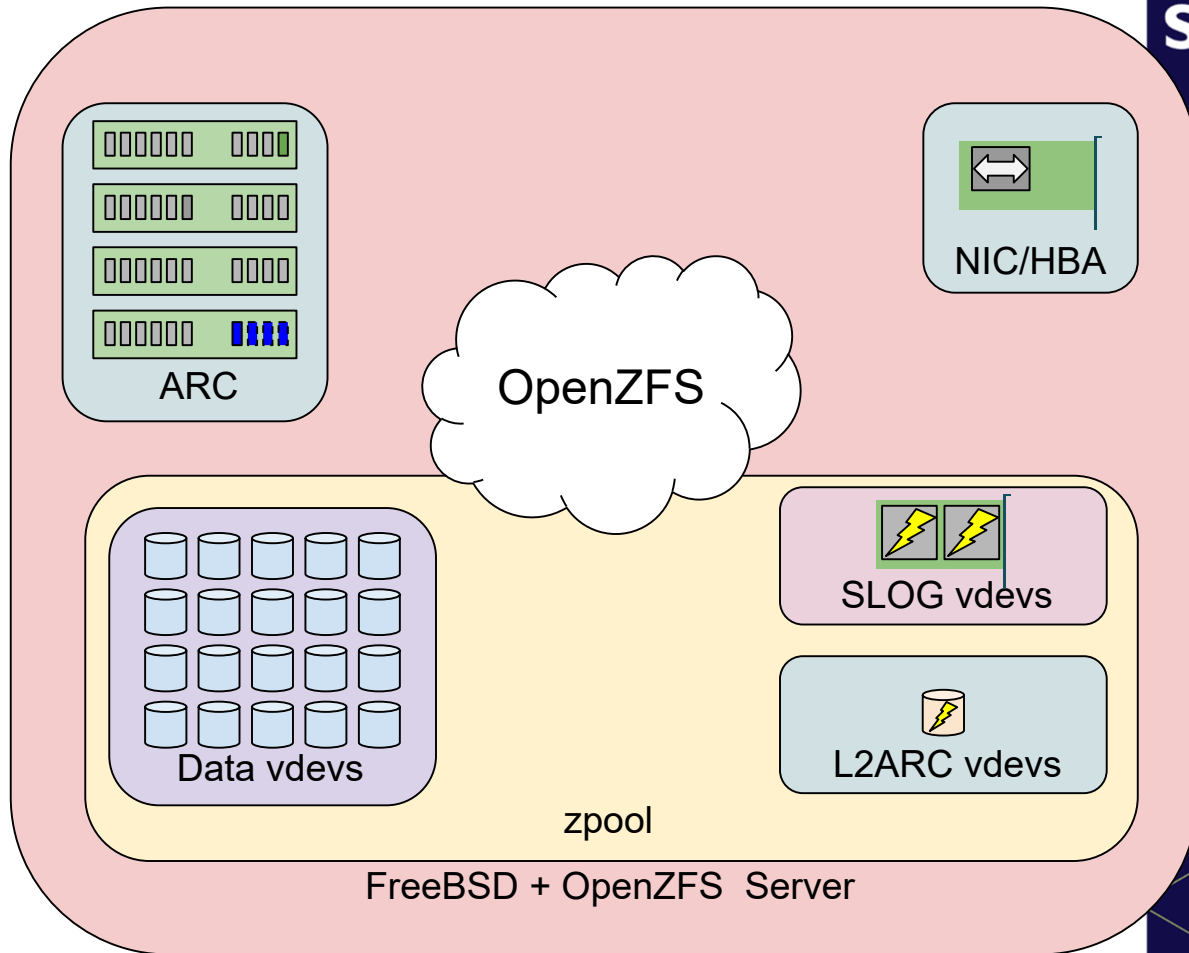 S
ARC
NIC/HBA
OpenZFS
SLOG vdevs
Data vdevs
L2ARC vdevs
zpool
FreeBSD + OpenZFS Server